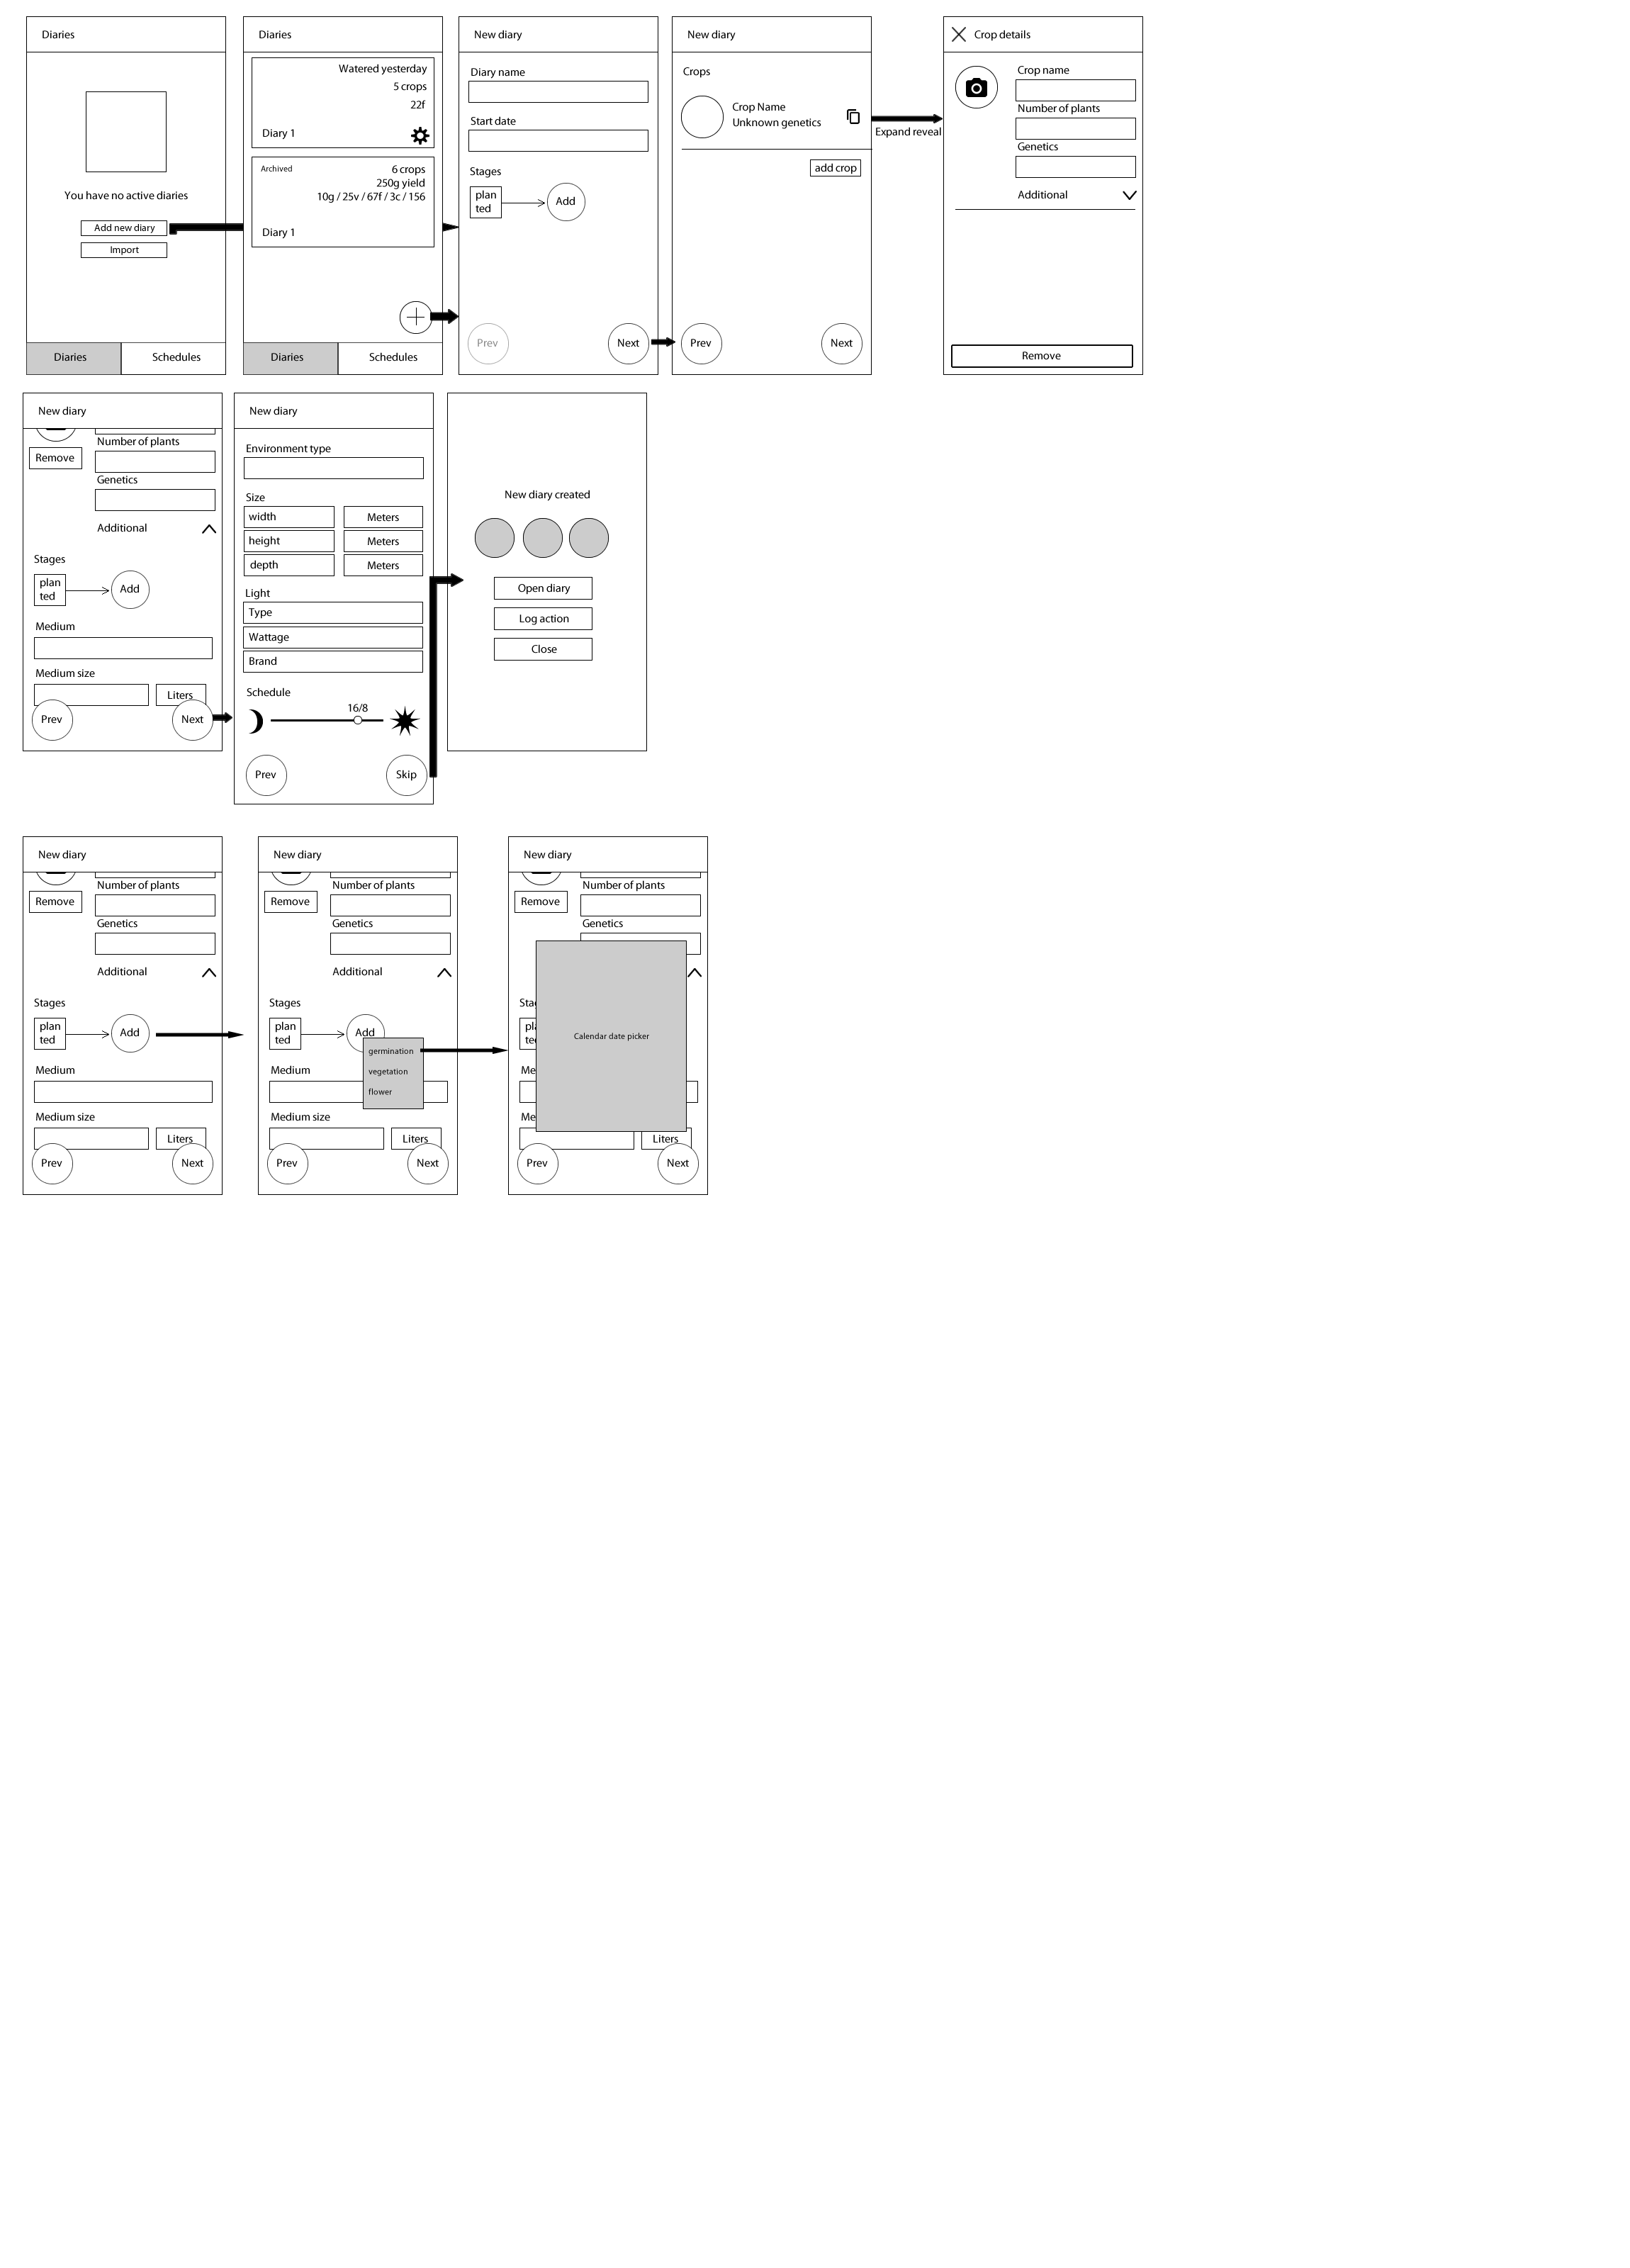 Diaries
You have no active diaries
Add new diary
Import
Diaries
Schedules
Diaries
Watered yesterday
5 crops
22f
Diary 1
Archived
6 crops
250g yield
10g / 25v / 67f / 3c / 156
Diary 1
Diaries
Schedules
New diary
Diary name
Start date
Stages
plan
ted
Add
Prev
Next
New diary
Crops
Crop Name
Unknown genetics
add crop
Prev
Next
Expand reveal
Crop details
Crop name
Number of plants
Genetics
Additional
Remove
New diary
Number of plants
Remove
Genetics
Additional
Stages
plan
ted
Add
Medium
Medium size
Liters
Prev
Next
New diary
Environment type
Size
width
Meters
height
Meters
depth
Meters
Light
Type
Wattage
Brand
Schedule
16/8
Prev
Skip
New diary created
Open diary
Log action
Close
New diary
Number of plants
Remove
Genetics
Additional
Stages
plan
ted
Add
Medium
Medium size
Liters
Prev
Next
New diary
Number of plants
Remove
Genetics
Additional
Stages
plan
ted
Add
germination
vegetation
flower
Medium
Medium size
Liters
Prev
Next
New diary
Number of plants
Remove
Genetics
Calendar date picker
Liters
Prev
Next